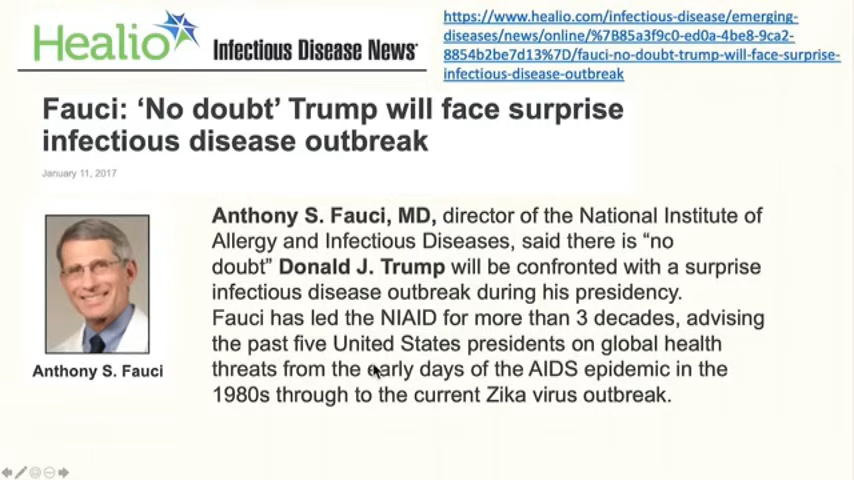 Healio
Infectious Disease News
https://www.healio.com/infectious-disease/emerging-
diseases/news/online/%7B85a3f9c0-ed0a-4be8-9ca2-
8854b2be7d13%7D/fauci-no-doubt-trump-will-face-surprise-
infectious-disease-outbreak
Fauci: ‘No doubt’ Trump will face surprise
infectious disease outbreak
January 11, 2017
Anthony S. Fauci, MD, director of the National Institute of
Allergy and Infectious Diseases, said there is “no
doubt” Donald J. Trump will be confronted with a surprise
infectious disease outbreak during his presidency.
Fauci has led the NIAID for more than 3 decades, advising
the past five United States presidents on global health
threats from the early days of the AIDS epidemic in the
1980s through to the current Zika virus outbreak.
Anthony S. Fauci